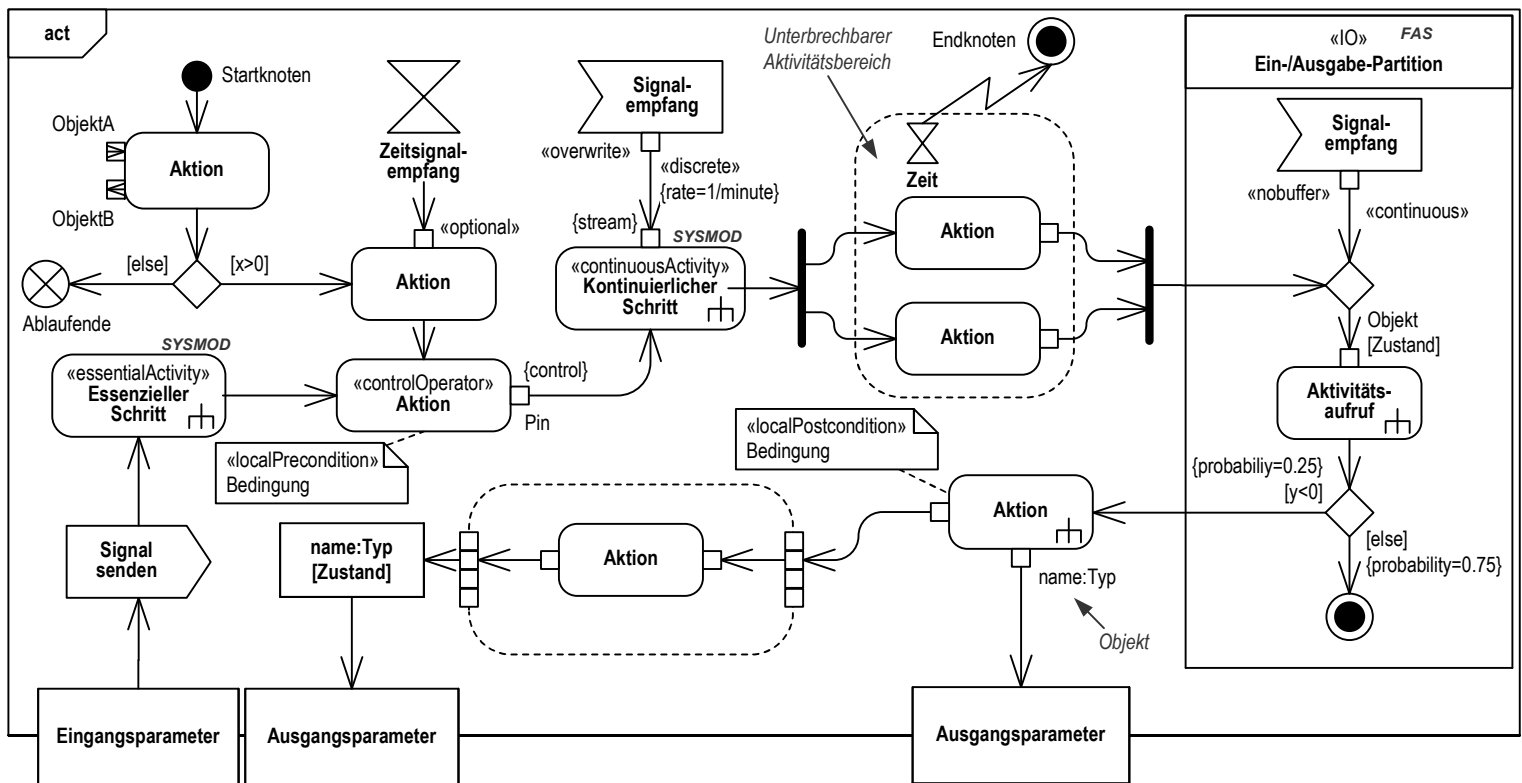 act
Startknoten
ObjektA
Aktion
ObjektB
[else]
[x>0]
Ablaufende
Zeitsignal-
empfang
«optional»
Aktion
SYSMOD
«essentialActivity»
Essenzieller
Schritt
«controlOperator»
Aktion
{control}
Pin
«localPrecondition»
Bedingung
Signal
senden
Eingangsparameter
Signal-
empfang
«overwrite»
«discrete»
{rate=1/minute}
{stream}
SYSMOD
«continuousActivity»
Kontinuierlicher
Schritt
Unterbrechbarer
Aktivitätsbereich
Endknoten
Zeit
Aktion
Aktion
«IO»
FAS
Ein-/Ausgabe-Partition
Signal-
empfang
«nobuffer»
«continuous»
Objekt
[Zustand]
Aktivitäts-
aufruf
{probabiliy=0.25}
[y<0]
[else]
{probability=0.75}
«localPostcondition»
Bedingung
Aktion
name:Typ
Objekt
Aktion
name:Typ
[Zustand]
Ausgangsparameter
Ausgangsparameter